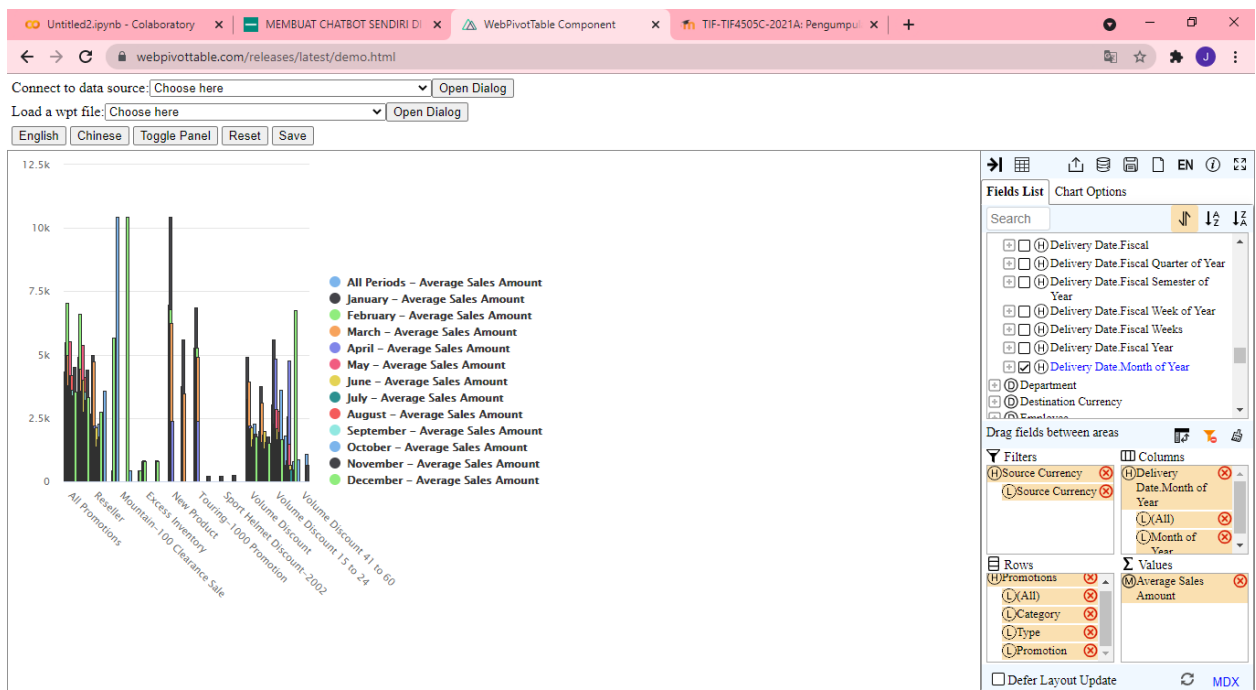 Untitled2.ipynb - Colaboratory
MEMBUAT CHATBOT SENDIRI DI
WebPivotTable Component
TIF-TIF4505C-2021A: Pengumpul
webpivottable.com/releases/latest/demo.html
J
Connect to data source: Choose here Open Dialog
Load a wpt file: Choose here Open Dialog
English Chinese Toggle Panel Reset Save
12.5k
10k
7.5k
5k
2.5k
0
All Promotions
Reseller
Mountain-100 Clearance Sale
Excess Inventory
New Product
Touring-1000 Promotion
Sport Helmet Discount-2002
Volume Discount
Volume Discount 15 to 24
Volume Discount 41 to 60
All Periods - Average Sales Amount
January - Average Sales Amount
February - Average Sales Amount
March - Average Sales Amount
April - Average Sales Amount
May - Average Sales Amount
June - Average Sales Amount
July - Average Sales Amount
August - Average Sales Amount
September - Average Sales Amount
October - Average Sales Amount
November - Average Sales Amount
December - Average Sales Amount
EN
Fields List Chart Options
Search
H Delivery Date.Fiscal
H Delivery Date.Fiscal Quarter of Year
H Delivery Date.Fiscal Semester of
Year
H Delivery Date.Fiscal Week of Year
H Delivery Date.Fiscal Weeks
H Delivery Date.Fiscal Year
H Delivery Date.Month of Year
D Department
D Destination Currency
D Employee
Drag fields between areas
Filters
H Source Currency
L Source Currency
Columns
H Delivery
Date.Month of
Year
L (All)
L Month of
Year
Rows
H Promotions
L (All)
L Category
L Type
L Promotion
Σ Values
M Average Sales
Amount
Defer Layout Update
MDX